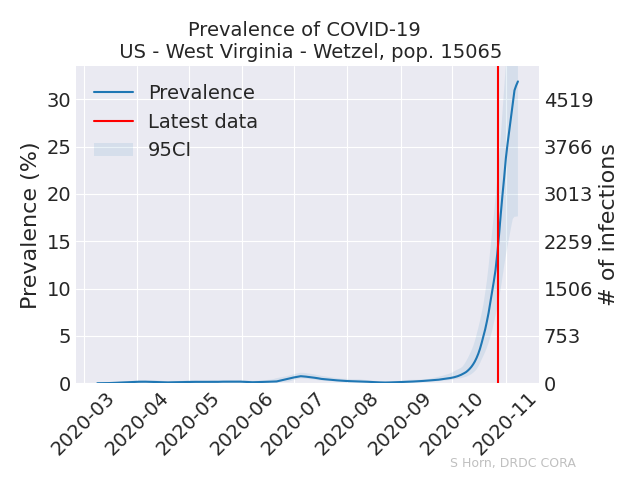 Prevalence of COVID-19
US - West Virginia - Wetzel, pop. 15065
Prevalence
Latest data
95CI
Prevalence (%)
30
25
20
15
10
5
0
4519
3766
3013
2259
1506
753
0
# of infections
2020-03
2020-04
2020-05
2020-06
2020-07
2020-08
2020-09
2020-10
2020-11
S Horn, DRDC CORA